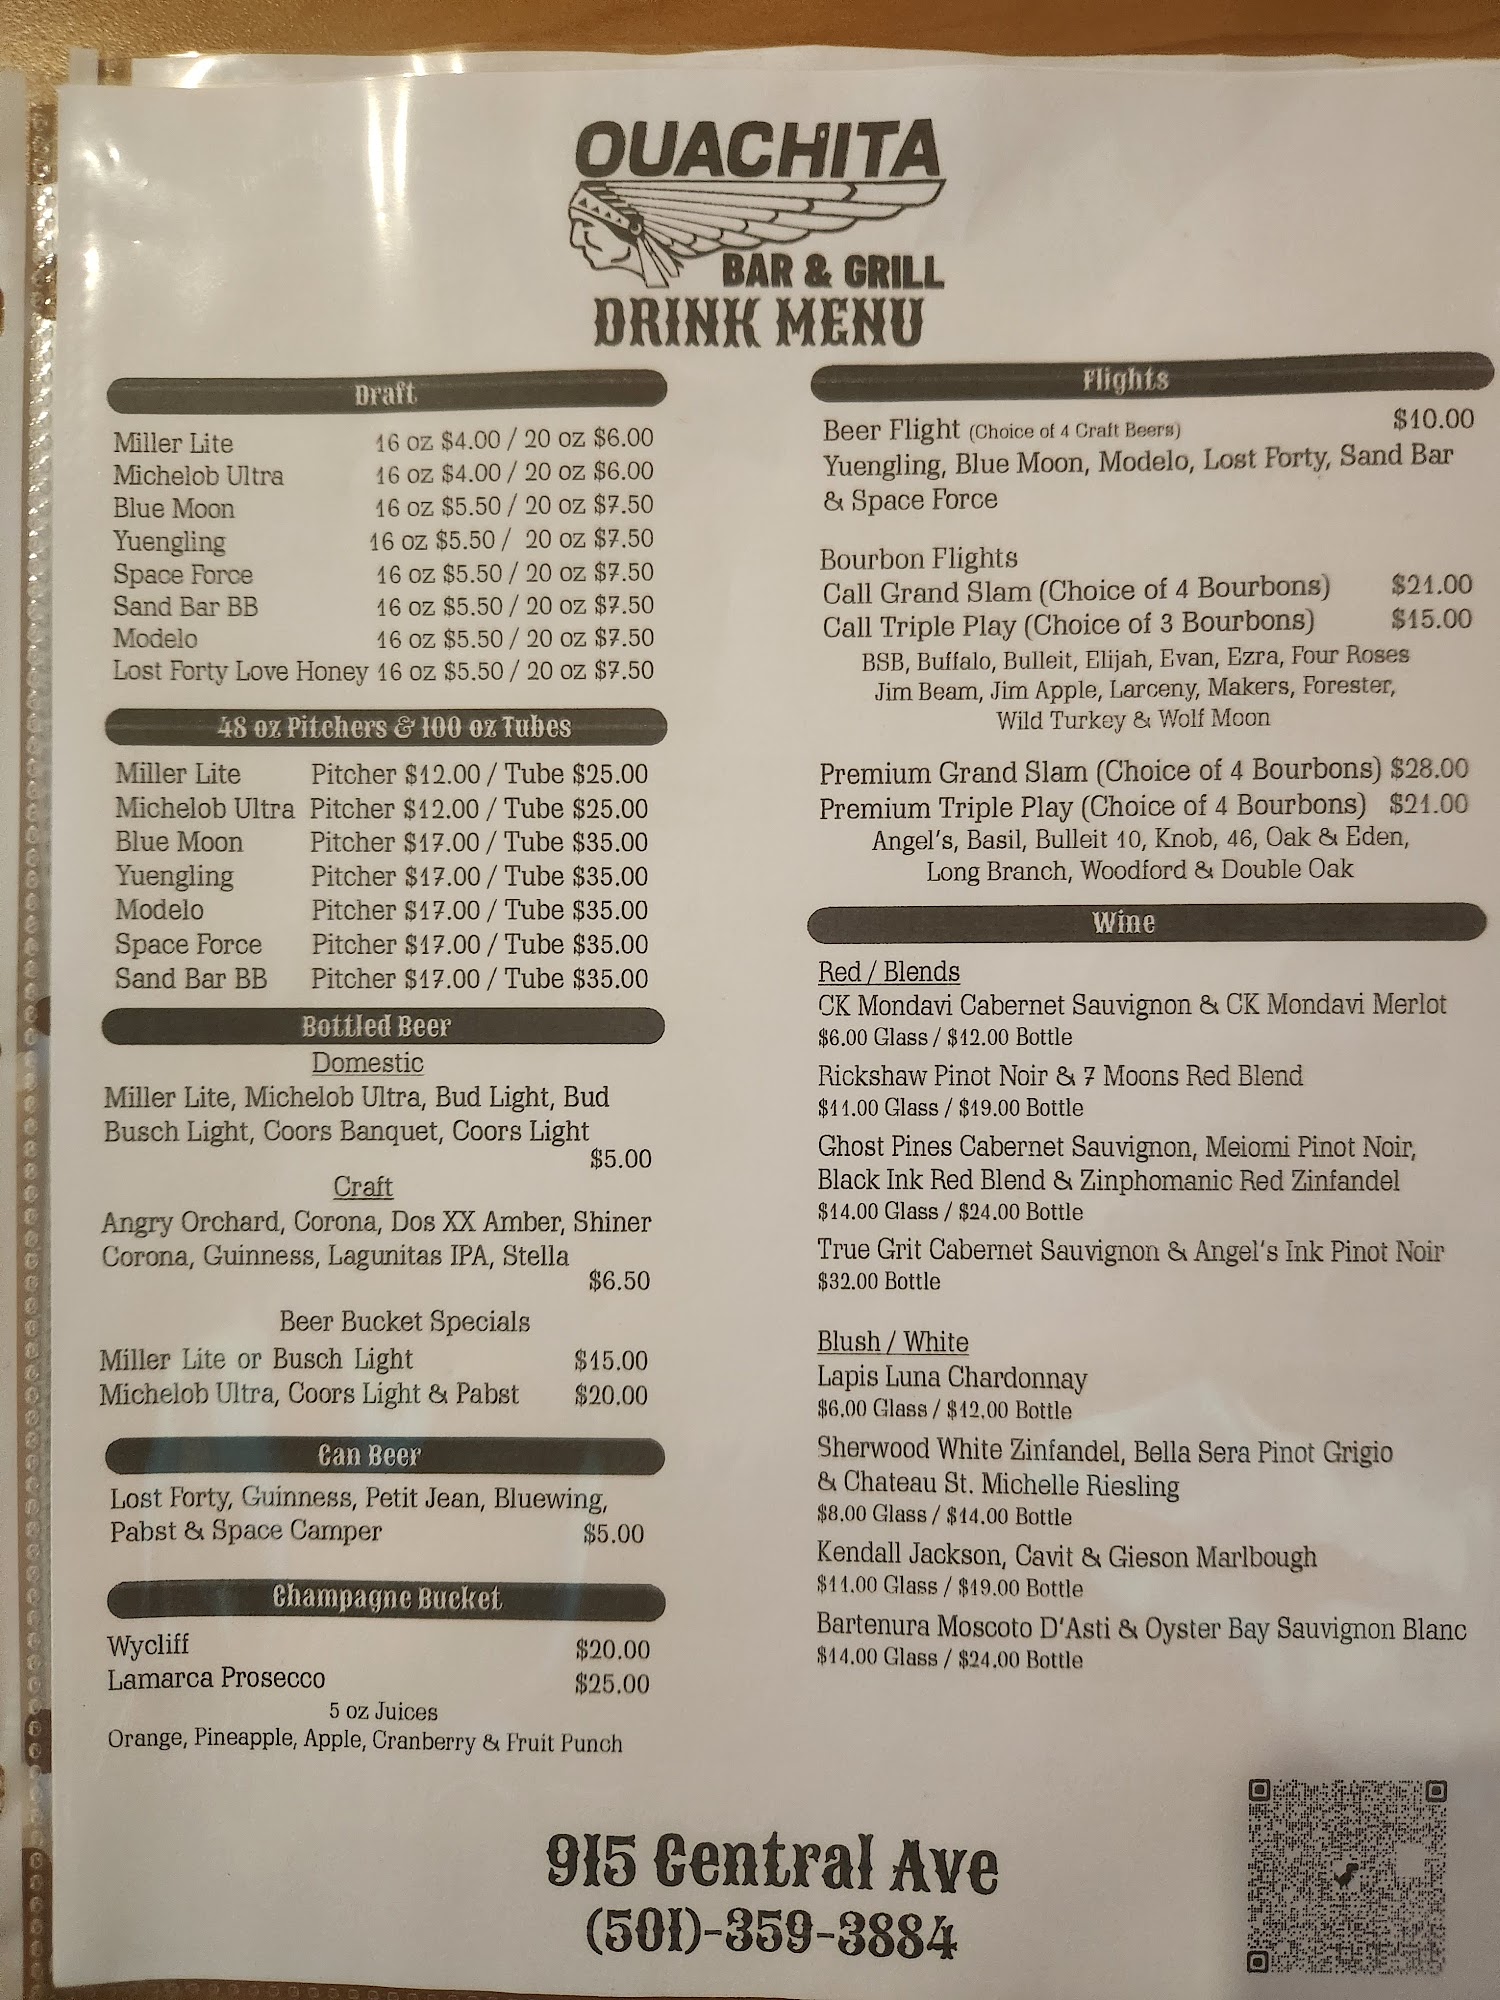 OUACHITA
BAR & GRILL
DRINK MENU
Draft
Miller Lite 16 oz $4.00 / 20 oz $6.00
Michelob Ultra 16 oz $4.00 / 20 oz $6.00
Blue Moon 16 oz $5.50 / 20 oz $7.50
Yuengling 16 oz $5.50 / 20 oz $7.50
Space Force 16 oz $5.50 / 20 oz $7.50
Sand Bar BB 16 oz $5.50 / 20 oz $7.50
Modelo 16 oz $5.50 / 20 oz $7.50
Lost Forty Love Honey 16 oz $5.50 / 20 oz $7.50
48 oz Pitchers & 100 oz Tubes
Miller Lite Pitcher $12.00 / Tube $25.00
Michelob Ultra Pitcher $12.00 / Tube $25.00
Blue Moon Pitcher $17.00 / Tube $35.00
Yuengling Pitcher $17.00 / Tube $35.00
Modelo Pitcher $17.00 / Tube $35.00
Space Force Pitcher $17.00 / Tube $35.00
Sand Bar BB Pitcher $17.00 / Tube $35.00
Bottled Beer
Domestic
Miller Lite, Michelob Ultra, Bud Light, Bud
Busch Light, Coors Banquet, Coors Light
$5.00
Craft
Angry Orchard, Corona, Dos XX Amber, Shiner
Corona, Guinness, Lagunitas IPA, Stella
$6.50
Beer Bucket Specials
Miller Lite or Busch Light $15.00
Michelob Ultra, Coors Light & Pabst $20.00
Can Beer
Lost Forty, Guinness, Petit Jean, Bluewing,
Pabst & Space Camper $5.00
Champagne Bucket
Wycliff $20.00
Lamarca Prosecco $25.00
5 oz Juices
Orange, Pineapple, Apple, Cranberry & Fruit Punch
Flights
Beer Flight (Choice of 4 Craft Beers) $10.00
Yuengling, Blue Moon, Modelo, Lost Forty, Sand Bar
& Space Force
Bourbon Flights
Call Grand Slam (Choice of 4 Bourbons) $21.00
Call Triple Play (Choice of 3 Bourbons) $15.00
BSB, Buffalo, Bulleit, Elijah, Evan, Ezra, Four Roses
Jim Beam, Jim Apple, Larceny, Makers, Forester,
Wild Turkey & Wolf Moon
Premium Grand Slam (Choice of 4 Bourbons) $28.00
Premium Triple Play (Choice of 4 Bourbons) $21.00
Angel's, Basil, Bulleit 10, Knob, 46, Oak & Eden,
Long Branch, Woodford & Double Oak
Wine
Red / Blends
CK Mondavi Cabernet Sauvignon & CK Mondavi Merlot
$6.00 Glass / $12.00 Bottle
Rickshaw Pinot Noir & 7 Moons Red Blend
$11.00 Glass / $19.00 Bottle
Ghost Pines Cabernet Sauvignon, Meiomi Pinot Noir,
Black Ink Red Blend & Zinphomanic Red Zinfandel
$14.00 Glass / $24.00 Bottle
True Grit Cabernet Sauvignon & Angel's Ink Pinot Noir
$32.00 Bottle
Blush / White
Lapis Luna Chardonnay
$6.00 Glass / $12.00 Bottle
Sherwood White Zinfandel, Bella Sera Pinot Grigio
& Chateau St. Michelle Riesling
$8.00 Glass / $14.00 Bottle
Kendall Jackson, Cavit & Gieson Marlbough
$11.00 Glass / $19.00 Bottle
Bartenura Moscoto D'Asti & Oyster Bay Sauvignon Blanc
$14.00 Glass / $24.00 Bottle
915 Central Ave
(501)-359-3884